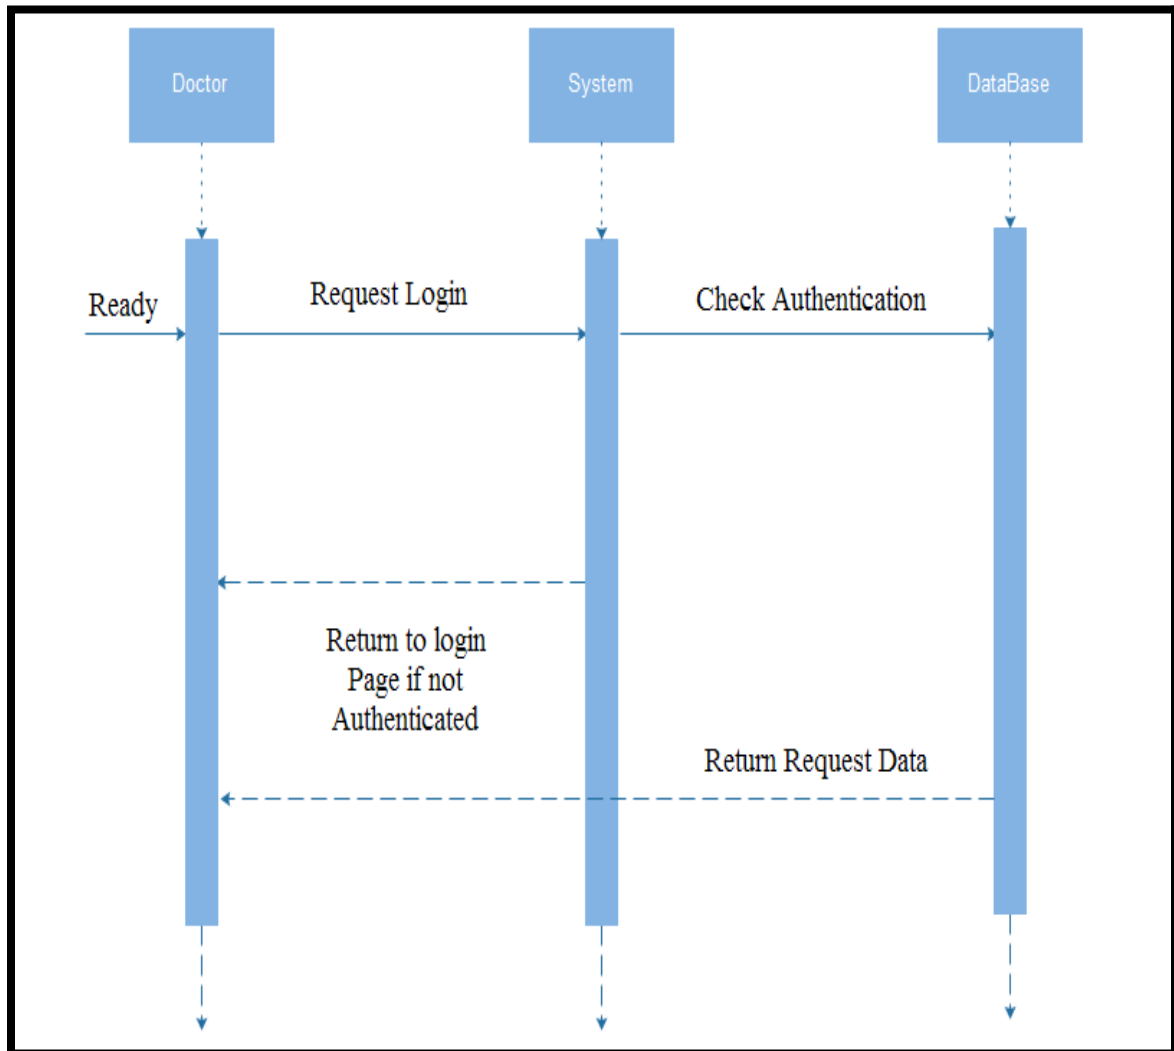 Doctor
System
DataBase
Ready
Request Login
Check Authentication
Return to login
Page if not
Authenticated
Return Request Data